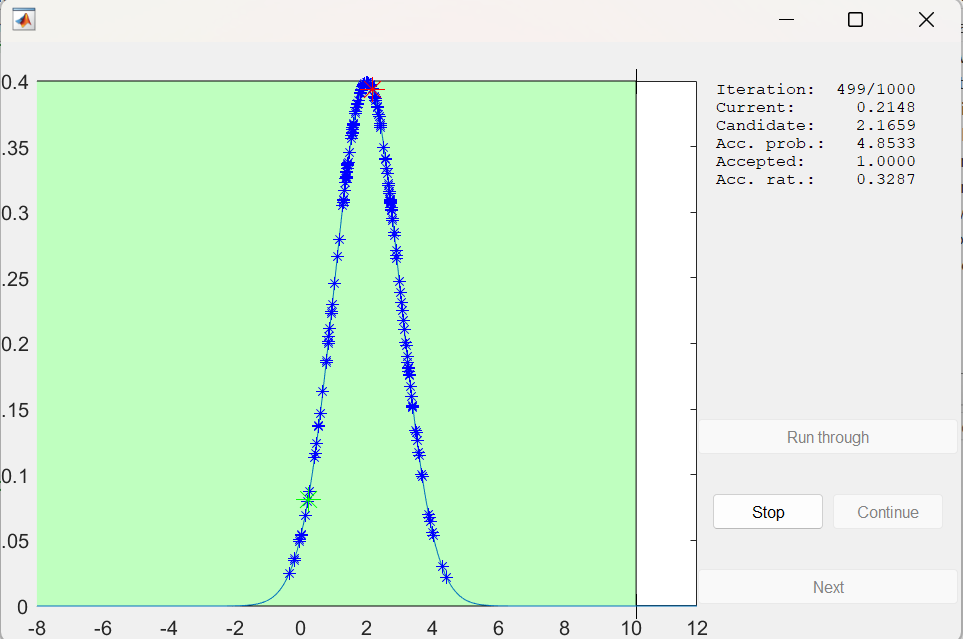 0.4
.35
0.3
.25
0.2
.15
0.1
.05
0
-8 -6 -4 -2 0 2 4 6 8 10 12
Iteration: 499/1000
Current: 0.2148
Candidate: 2.1659
Acc. prob.: 4.8533
Accepted: 1.0000
Acc. rat.: 0.3287
Run through
Stop Continue
Next